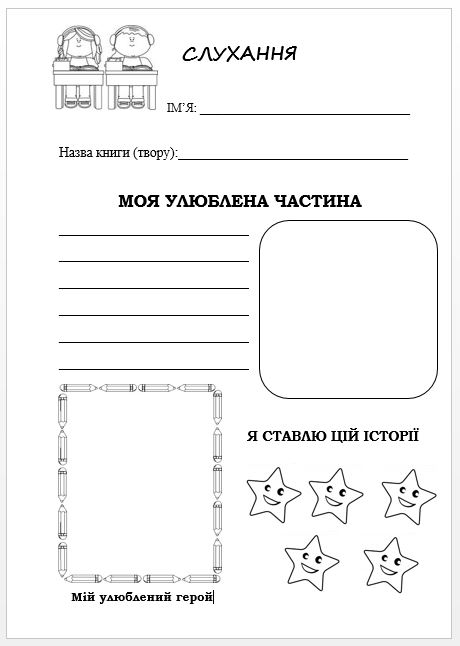 СЛУХАННЯ
ІМ'Я:
Назва книги (твору):
МОЯ УЛЮБЛЕНА ЧАСТИНА
Я СТАВЛЮ ЦІЙ ІСТОРІЇ
Мій улюблений герой